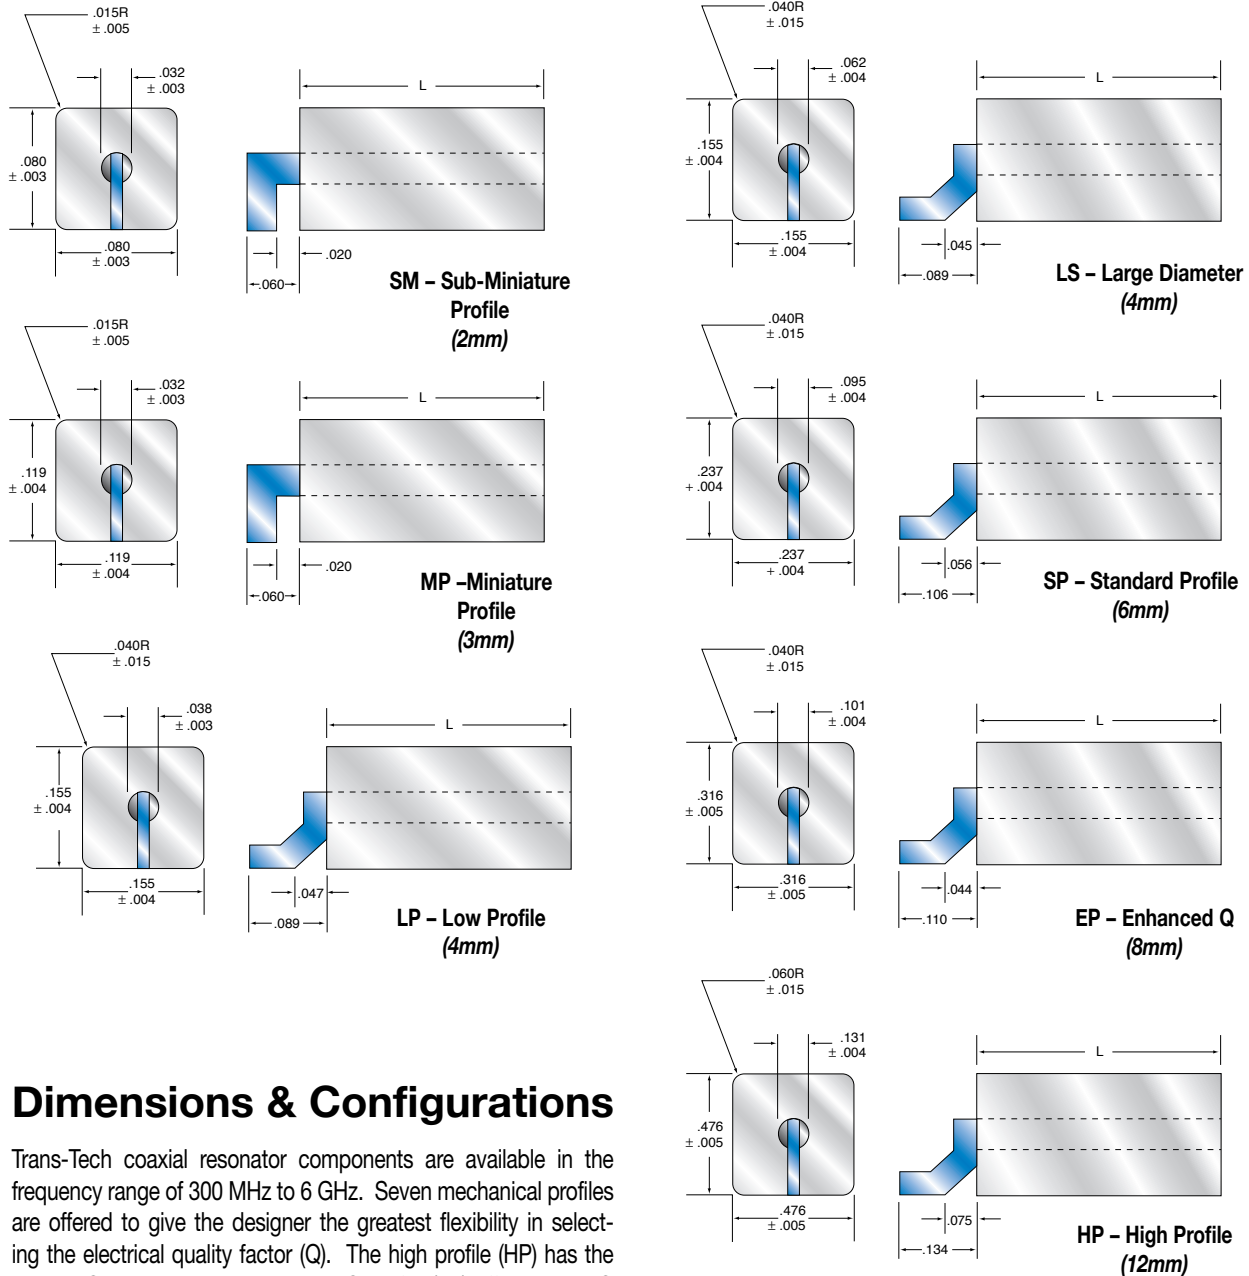 .015R
± .005
.032
± .003
L
.080
± .003
.080
± .003
.020
.060
SM – Sub-Miniature
Profile
(2mm)
.015R
± .005
.032
± .003
L
.119
± .004
.119
± .004
.020
.060
MP –Miniature
Profile
(3mm)
.040R
± .015
.038
± .003
L
.155
± .004
.155
± .004
.047
.089
LP – Low Profile
(4mm)
Dimensions & Configurations
Trans-Tech coaxial resonator components are available in the
frequency range of 300 MHz to 6 GHz. Seven mechanical profiles
are offered to give the designer the greatest flexibility in select-
ing the electrical quality factor (Q). The high profile (HP) has the
.040R
± .015
.062
± .004
L
.155
± .004
.155
± .004
.045
.089
LS – Large Diameter
(4mm)
.040R
± .015
.095
± .004
L
.237
+ .004
.237
+ .004
.056
.106
SP – Standard Profile
(6mm)
.040R
± .015
.101
± .004
L
.316
± .005
.316
± .005
.044
.110
EP – Enhanced Q
(8mm)
.060R
± .015
.131
± .004
L
.476
± .005
.476
± .005
.075
.134
HP – High Profile
(12mm)